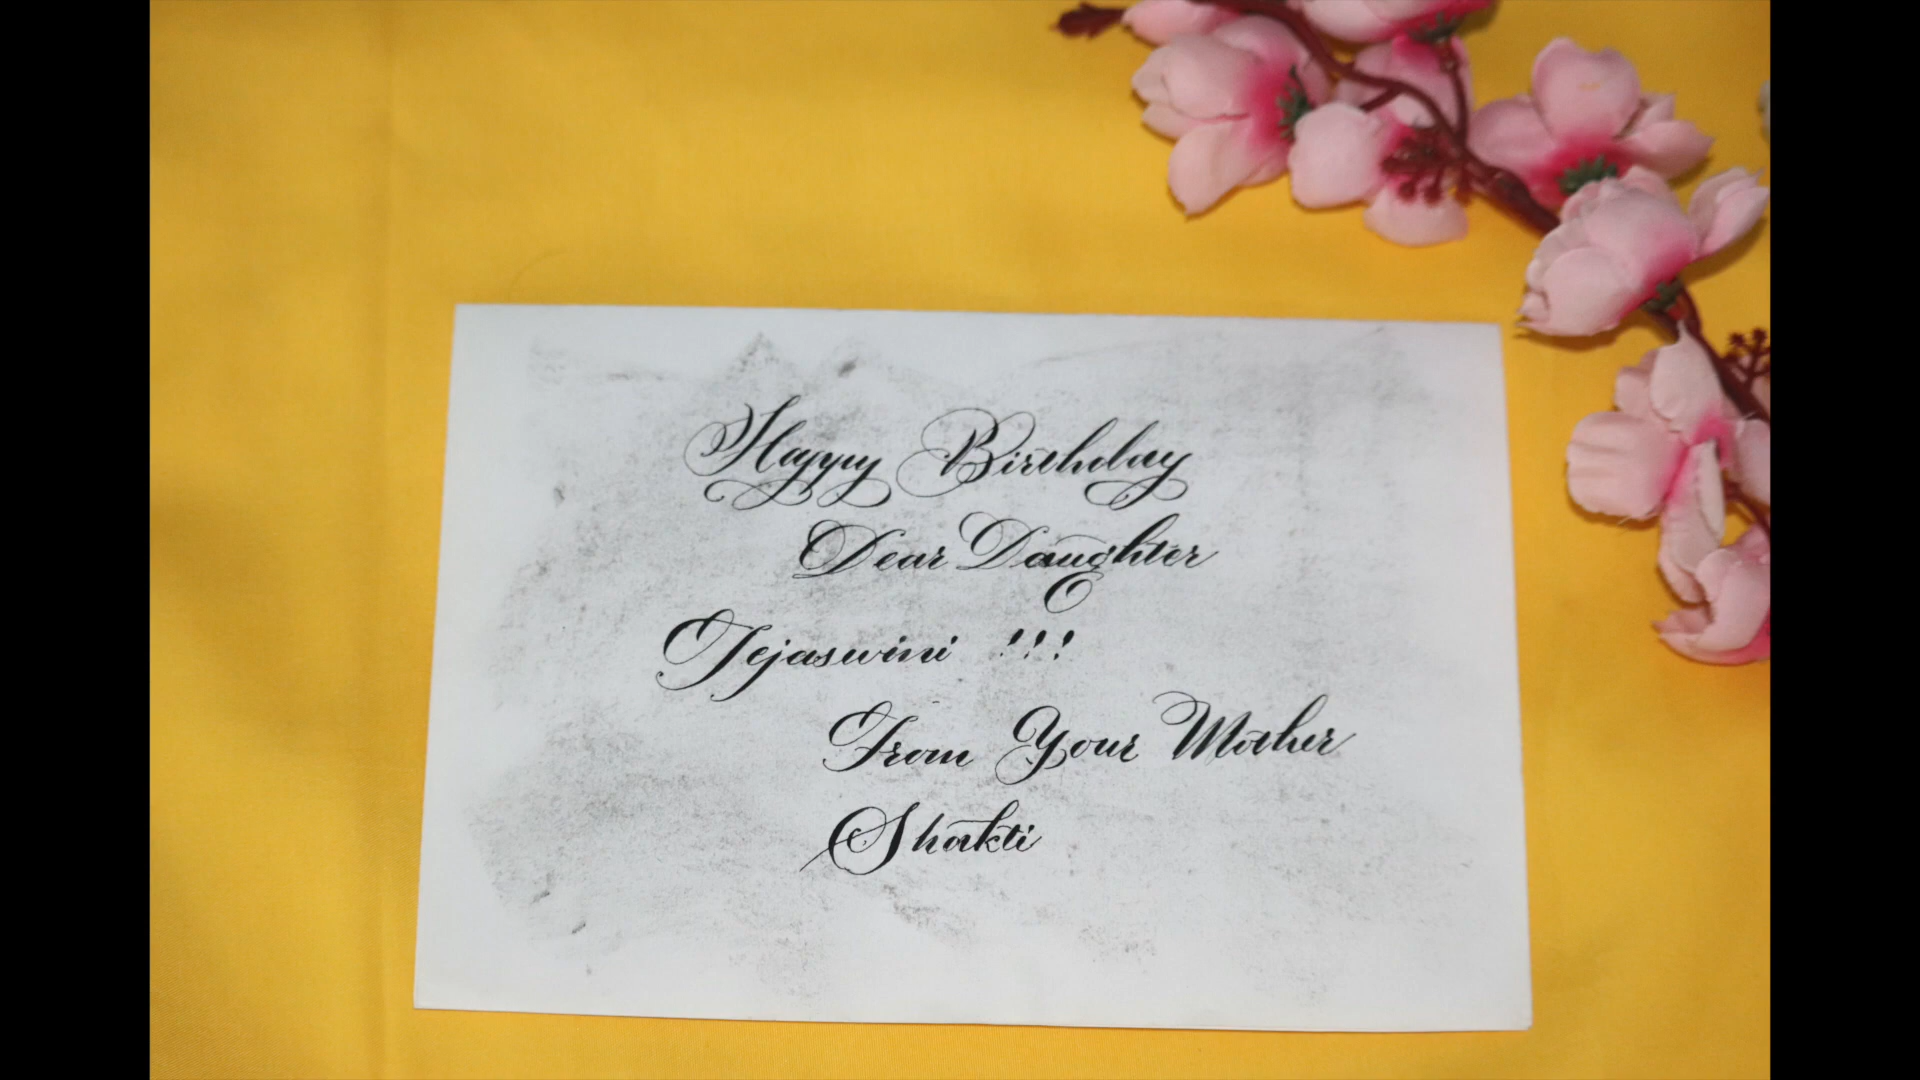 Happy Birthday
Dear Daughter
Tejaswini !!!
From Your Mother
Shakti